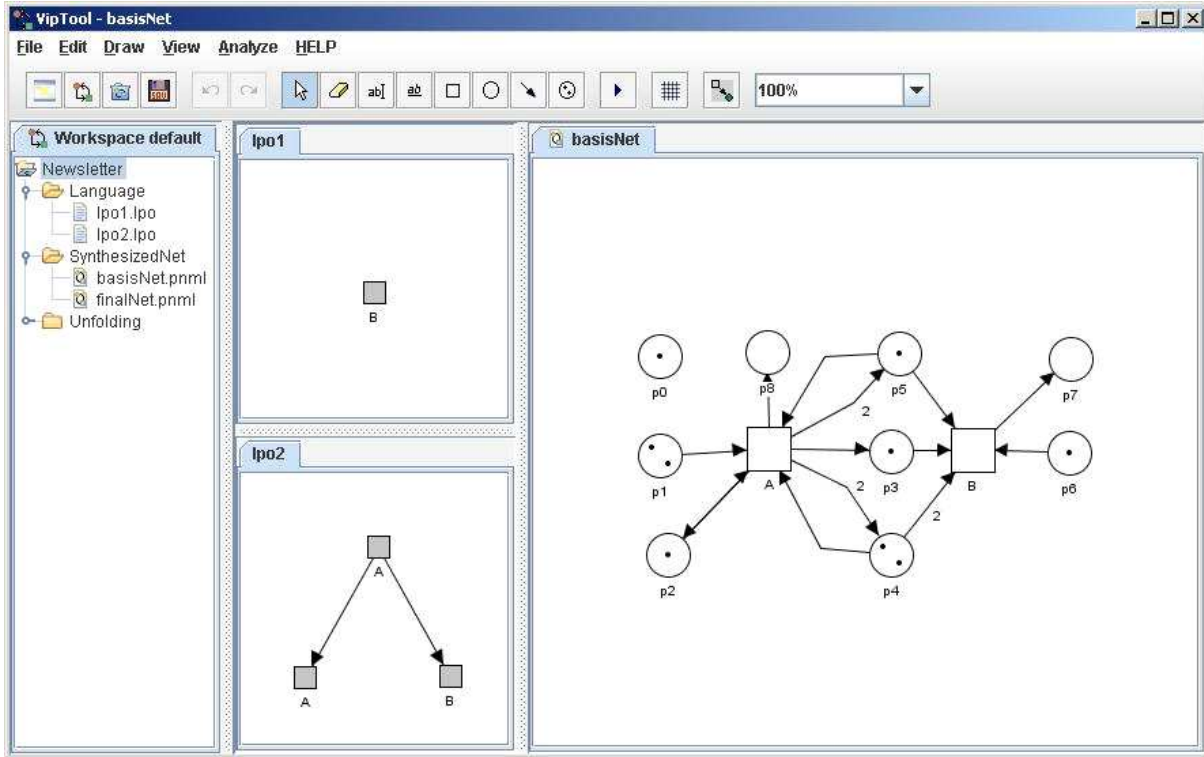 VipTool - basisNet
File Edit Draw View Analyze HELP
100%
Workspace default
Newsletter
Language
lpo1.lpo
lpo2.lpo
SynthesizedNet
basisNet.pnml
finalNet.pnml
Unfolding
lpo1
B
lpo2
A
A
B
basisNet
p0
p8
p5
p7
2
p1
A
2
p3
B
p6
2
p2
p4